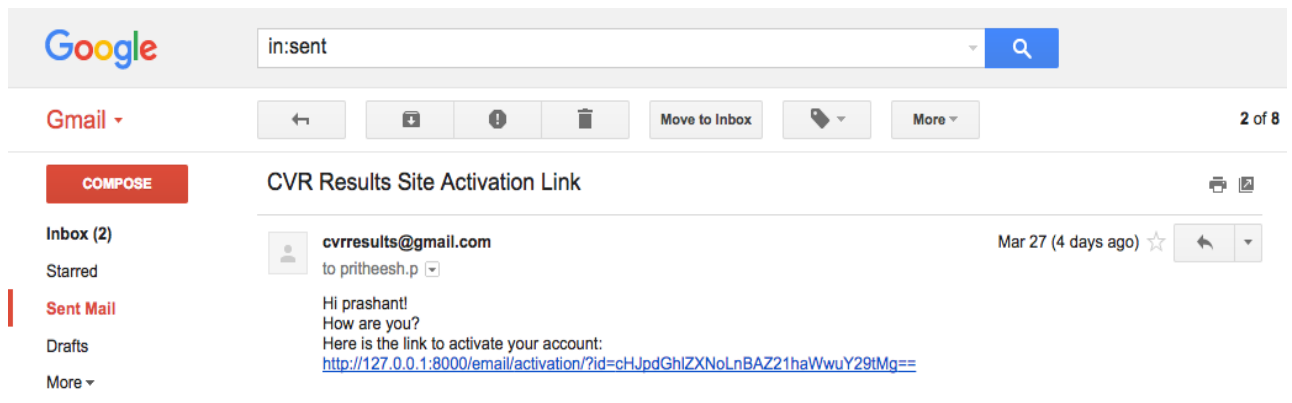 Google
in:sent
Gmail
Move to Inbox
More
2 of 8
COMPOSE
CVR Results Site Activation Link
Inbox (2)
cvrresults@gmail.com
Mar 27 (4 days ago)
Starred
to pritheesh.p
Sent Mail
Hi prashant!
How are you?
Drafts
Here is the link to activate your account:
http://127.0.0.1:8000/email/activation/?id=cHJpdGhlZXNoLnBAZ21haWwuY29tMg==
More